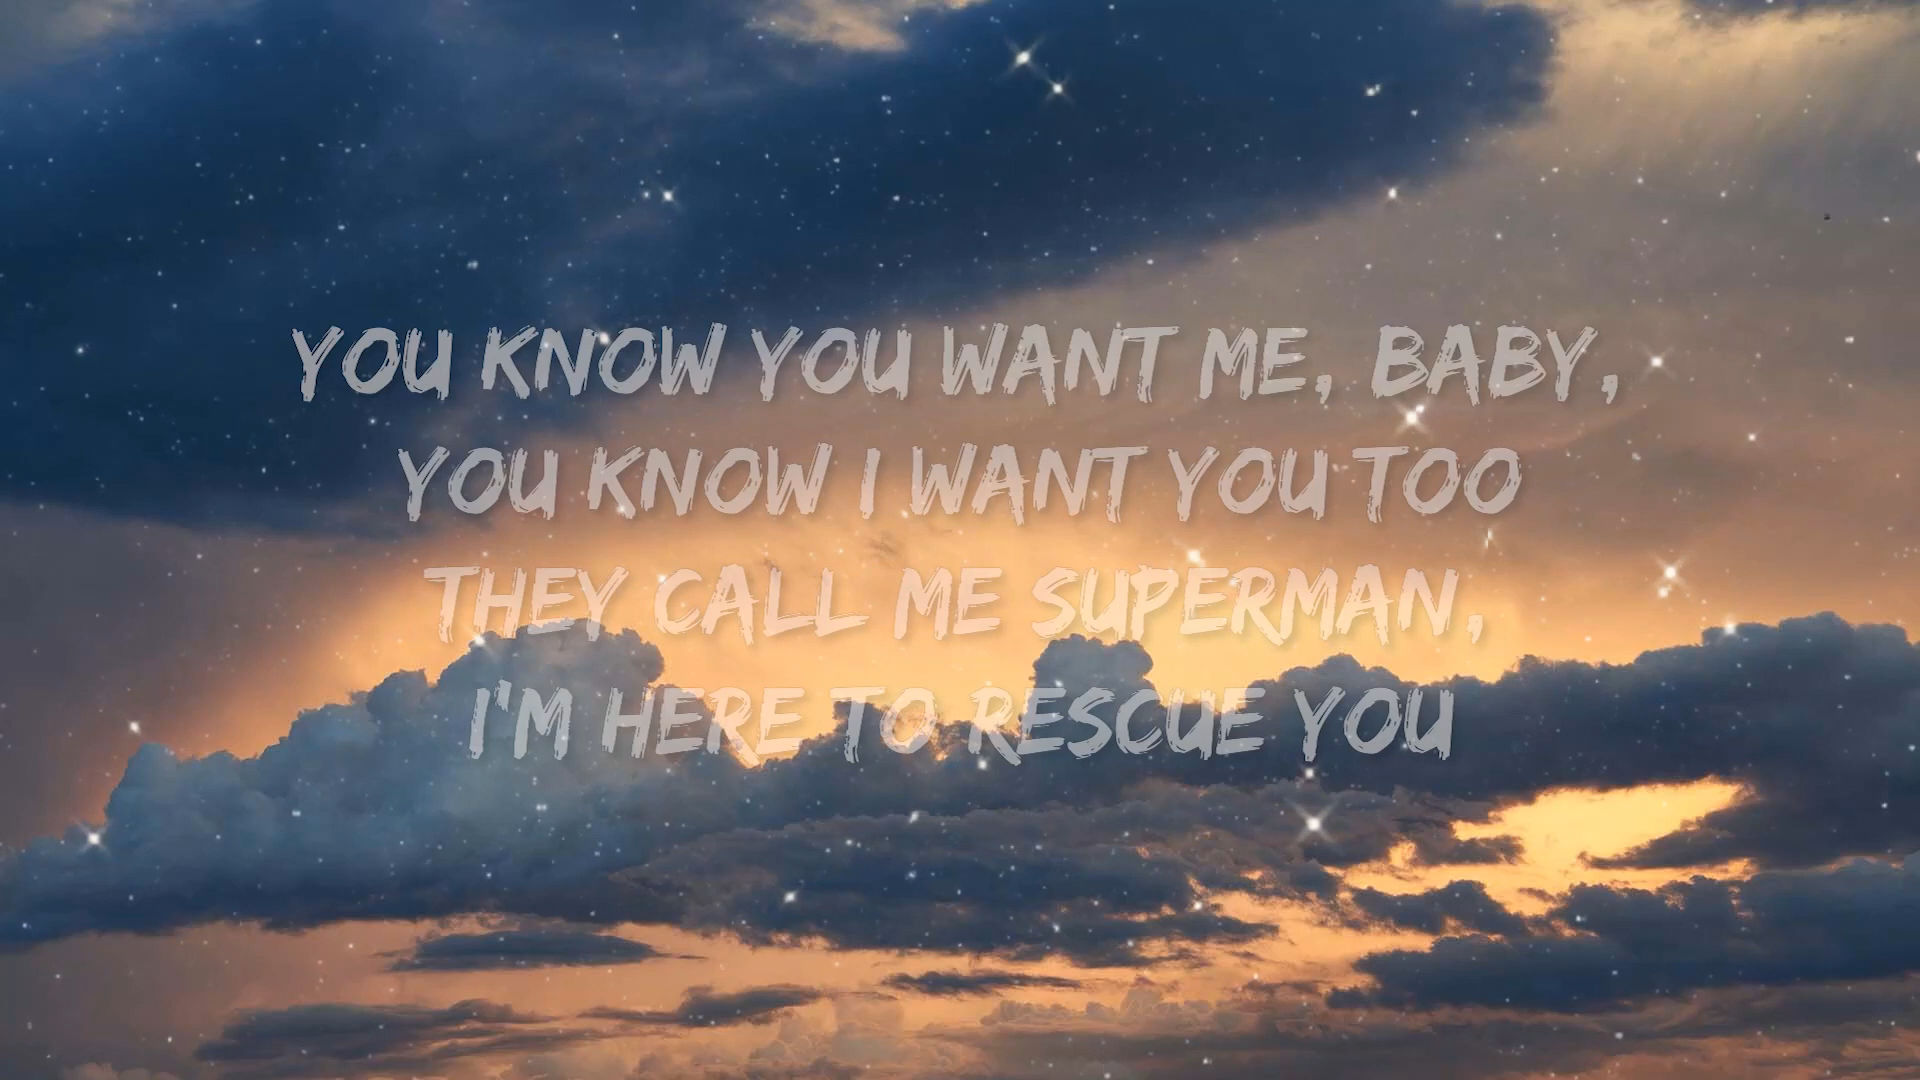 YOU KNOW YOU WANT ME, BABY,
YOU KNOW I WANT YOU TOO
THEY CALL ME SUPERMAN,
I'M HERE TO RESCUE YOU